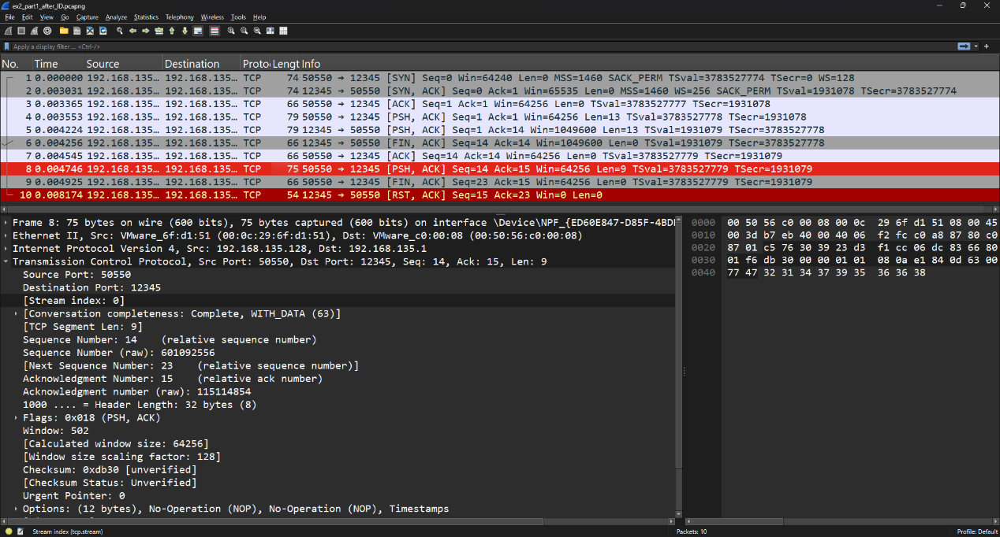 ex2_part1_after_ID.pcapng
File Edit View Go Capture Analyze Statistics Telephony Wireless Tools Help
Apply a display filter ... <Ctrl-/>
No. Time Source Destination Proto Lengt Info
1 0.000000 192.168.135… 192.168.135… TCP 74 50550 → 12345 [SYN] Seq=0 Win=64240 Len=0 MSS=1460 SACK_PERM TSval=3783527774 TSecr=0 WS=128
2 0.003031 192.168.135… 192.168.135… TCP 74 12345 → 50550 [SYN, ACK] Seq=0 Ack=1 Win=65535 Len=0 MSS=1460 WS=256 SACK_PERM TSval=1931078 TSecr=3783527774
3 0.003365 192.168.135… 192.168.135… TCP 66 50550 → 12345 [ACK] Seq=1 Ack=1 Win=64256 Len=0 TSval=3783527777 TSecr=1931078
4 0.003553 192.168.135… 192.168.135… TCP 79 50550 → 12345 [PSH, ACK] Seq=1 Ack=1 Win=64256 Len=13 TSval=3783527778 TSecr=1931078
5 0.004224 192.168.135… 192.168.135… TCP 79 12345 → 50550 [PSH, ACK] Seq=1 Ack=14 Win=1049600 Len=13 TSval=1931079 TSecr=3783527778
6 0.004256 192.168.135… 192.168.135… TCP 66 12345 → 50550 [FIN, ACK] Seq=14 Ack=14 Win=1049600 Len=0 TSval=1931079 TSecr=3783527778
7 0.004545 192.168.135… 192.168.135… TCP 66 50550 → 12345 [ACK] Seq=14 Ack=14 Win=64256 Len=0 TSval=3783527779 TSecr=1931079
8 0.004746 192.168.135… 192.168.135… TCP 75 50550 → 12345 [PSH, ACK] Seq=14 Ack=15 Win=64256 Len=9 TSval=3783527779 TSecr=1931079
9 0.004925 192.168.135… 192.168.135… TCP 66 50550 → 12345 [FIN, ACK] Seq=23 Ack=15 Win=64256 Len=0 TSval=3783527779 TSecr=1931079
10 0.008174 192.168.135… 192.168.135… TCP 54 12345 → 50550 [RST, ACK] Seq=15 Ack=23 Win=0 Len=0
Frame 8: 75 bytes on wire (600 bits), 75 bytes captured (600 bits) on interface \Device\NPF_{ED60E847-D85F-4BD
Ethernet II, Src: VMware_6f:d1:51 (00:0c:29:6f:d1:51), Dst: VMware_c0:00:08 (00:50:56:c0:00:08)
Internet Protocol Version 4, Src: 192.168.135.128, Dst: 192.168.135.1
Transmission Control Protocol, Src Port: 50550, Dst Port: 12345, Seq: 14, Ack: 15, Len: 9
Source Port: 50550
Destination Port: 12345
[Stream index: 0]
[Conversation completeness: Complete, WITH_DATA (63)]
[TCP Segment Len: 9]
Sequence Number: 14 (relative sequence number)
Sequence Number (raw): 601092556
[Next Sequence Number: 23 (relative sequence number)]
Acknowledgment Number: 15 (relative ack number)
Acknowledgment number (raw): 115114854
1000 .... = Header Length: 32 bytes (8)
Flags: 0x018 (PSH, ACK)
Window: 502
[Calculated window size: 64256]
[Window size scaling factor: 128]
Checksum: 0xdb30 [unverified]
[Checksum Status: Unverified]
Urgent Pointer: 0
Options: (12 bytes), No-Operation (NOP), No-Operation (NOP), Timestamps
0000 00 50 56 c0 00 08 00 0c 29 6f d1 51 08 00 45
0010 00 3d b7 eb 40 00 40 06 f2 fc c0 a8 87 80 c0
0020 87 01 c5 76 30 39 23 d3 f1 cc 06 dc 83 66 80
0030 01 f6 db 30 00 00 01 01 08 0a e1 84 0d 63 00
0040 77 47 32 31 34 37 39 35 36 36 38
Stream index (tcp.stream) Packets: 10 Profile: Default